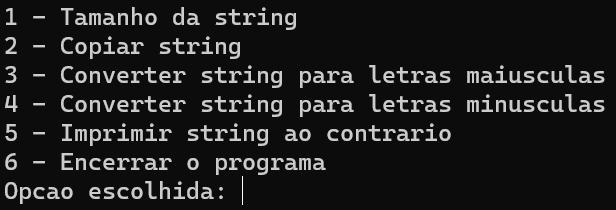 1 - Tamanho da string
2 - Copiar string
3 - Converter string para letras maiusculas
4 - Converter string para letras minusculas
5 - Imprimir string ao contrario
6 - Encerrar o programa
Opcao escolhida: